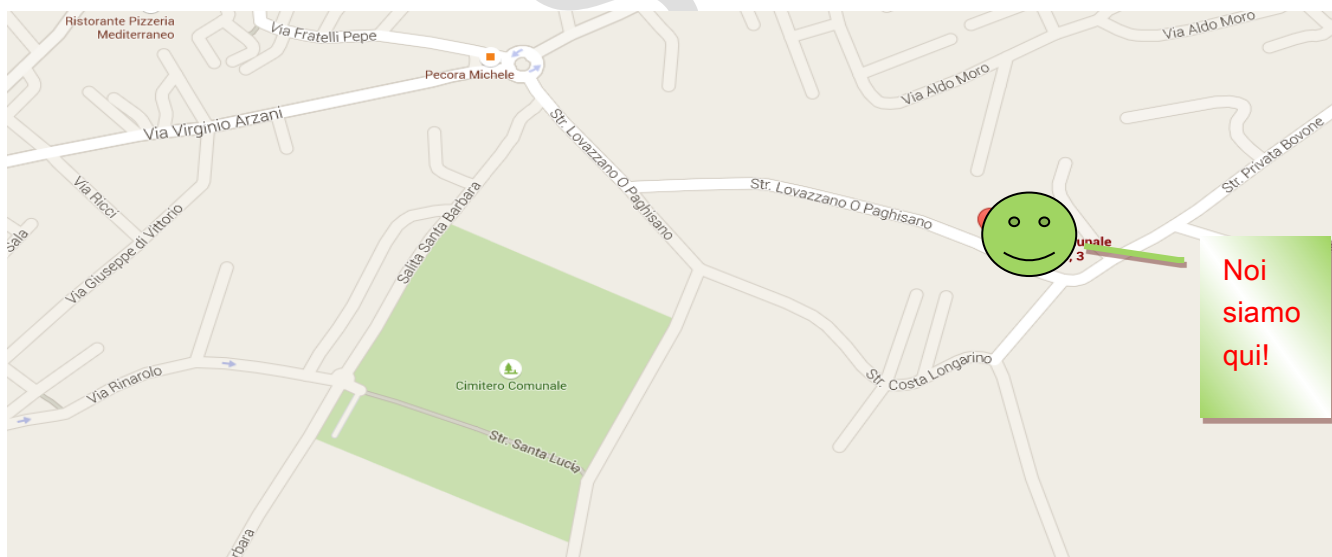 Ristorante Pizzeria
Mediterraneo
Via Fratelli Pepe
Via Aldo Moro
Pecora Michele
Via Aldo Moro
Via Virginio Arzani
Str. Lovazzano O Paghisano
Str. Privata Bovone
Via Ricci
Str. Lovazzano O Paghisano
Salita Santa Barbara
Sala
Via Giuseppe di Vittorio
, 3
Noi
siamo
qui!
Str. Costa Longarino
Cimitero Comunale
Via Rinarolo
Str. Santa Lucia